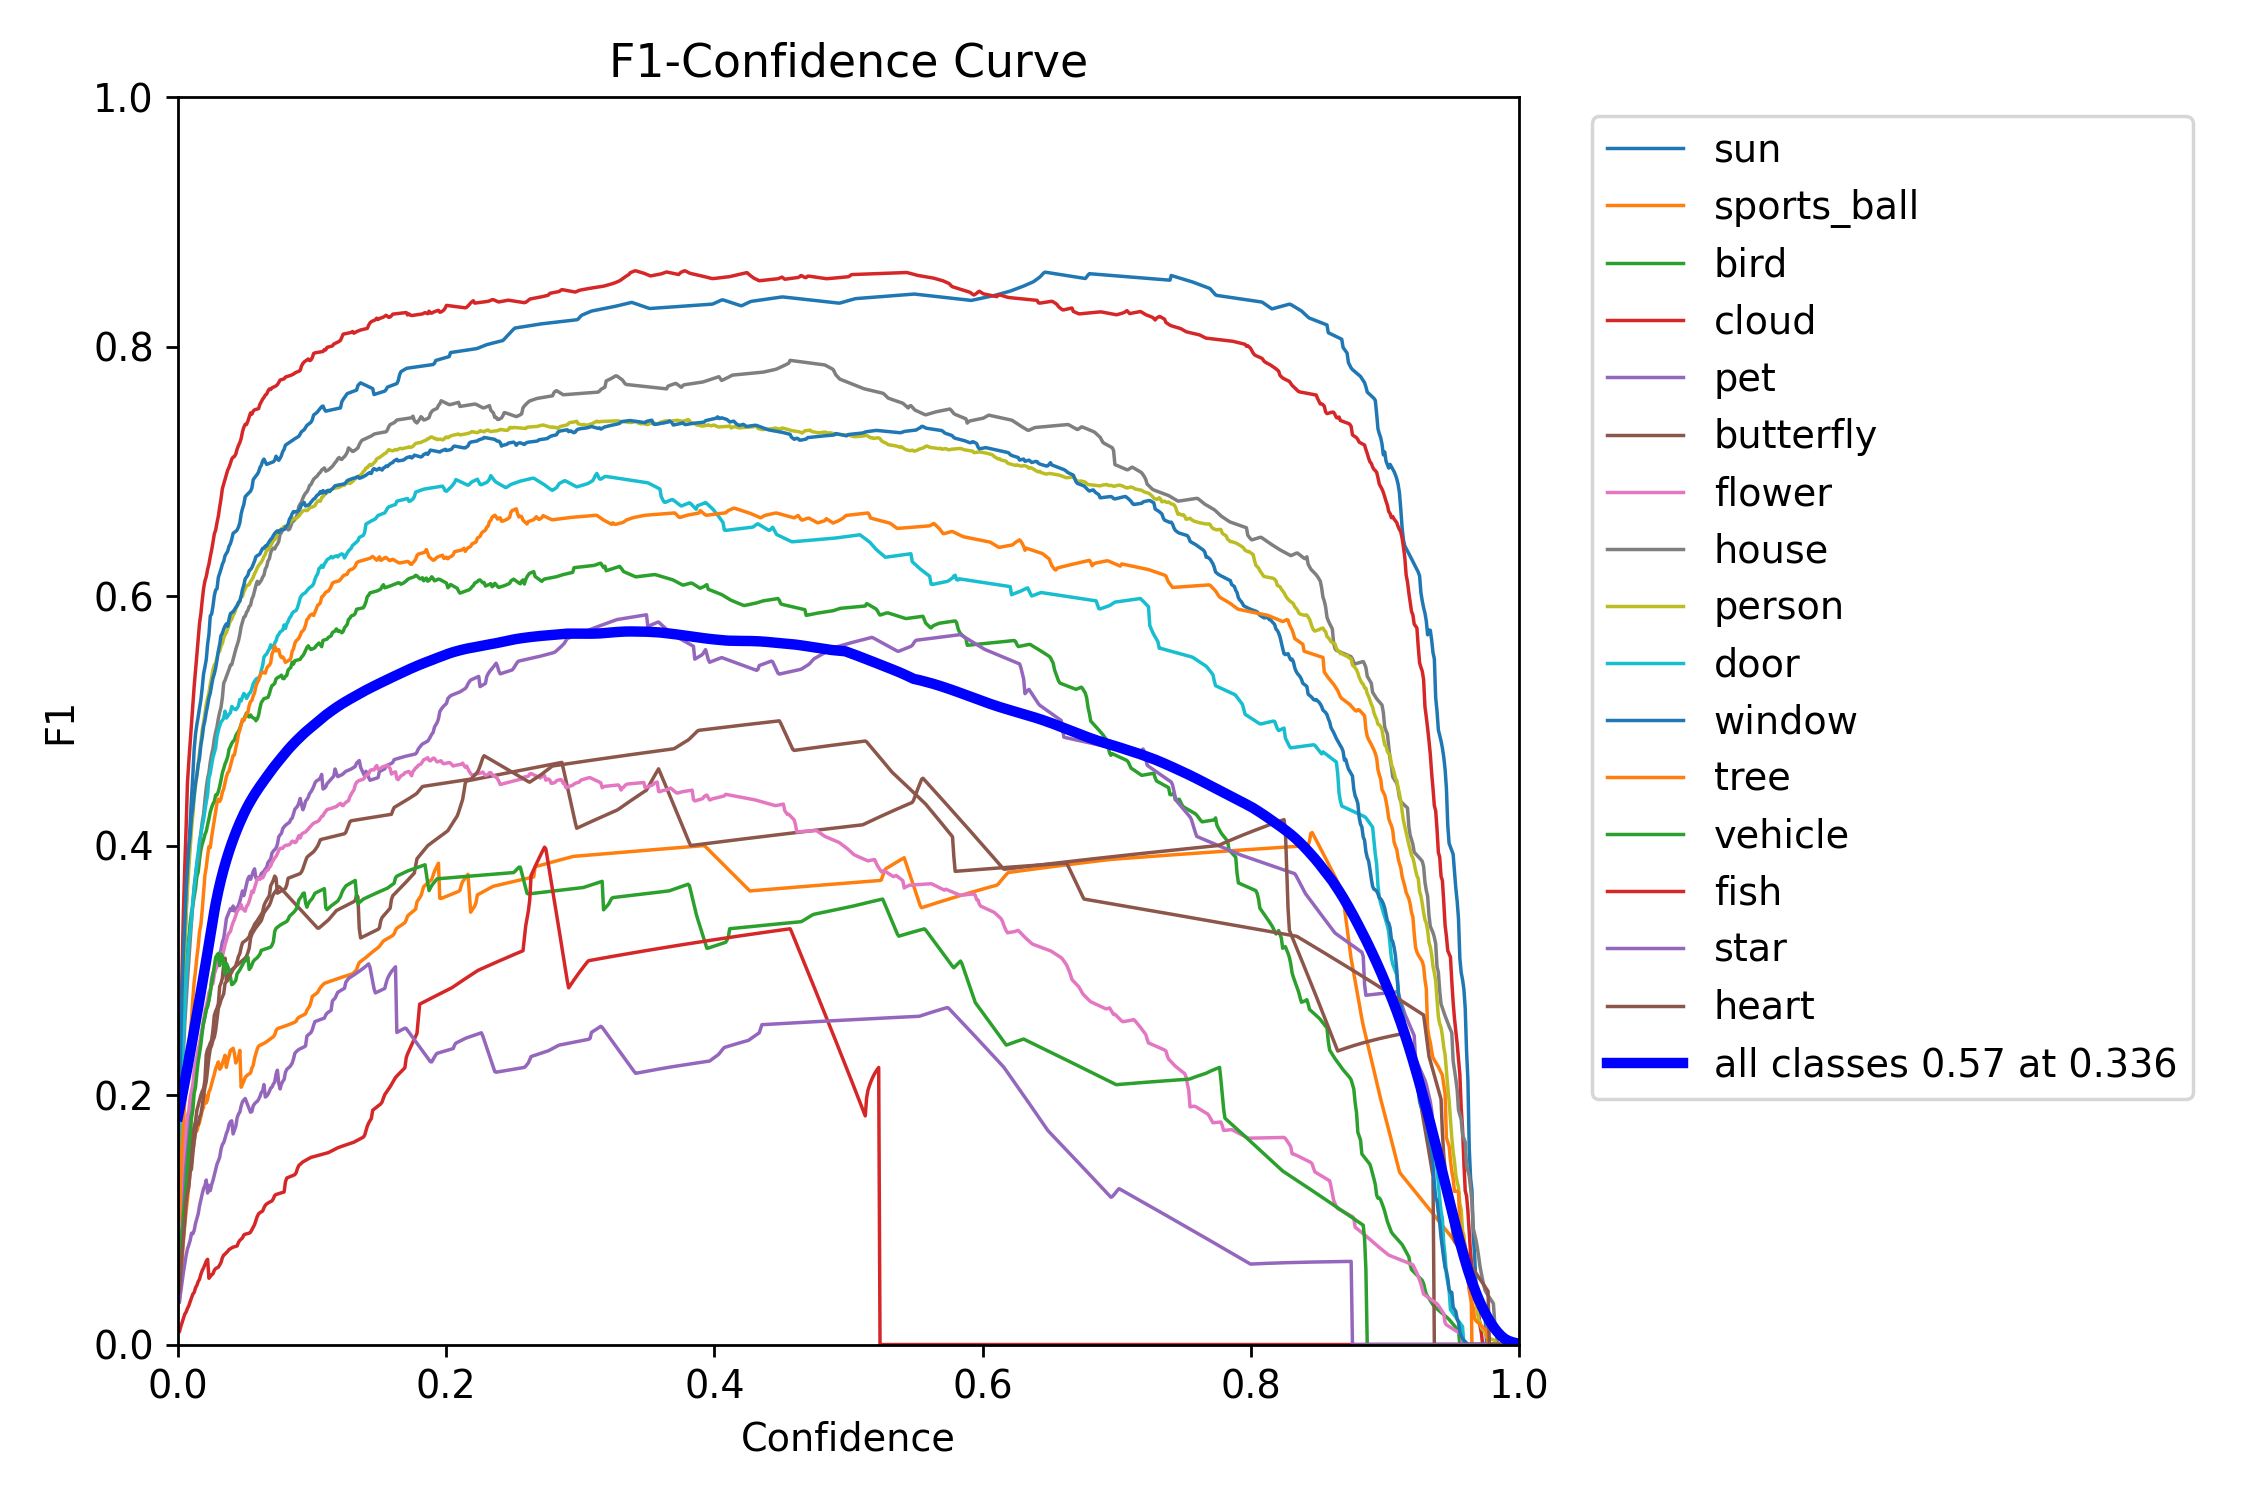 F1-Confidence Curve
1.0
0.8
0.6
0.4
0.2
0.0
F1
0.0 0.2 0.4 0.6 0.8 1.0
Confidence
sun
sports_ball
bird
cloud
pet
butterfly
flower
house
person
door
window
tree
vehicle
fish
star
heart
all classes 0.57 at 0.336